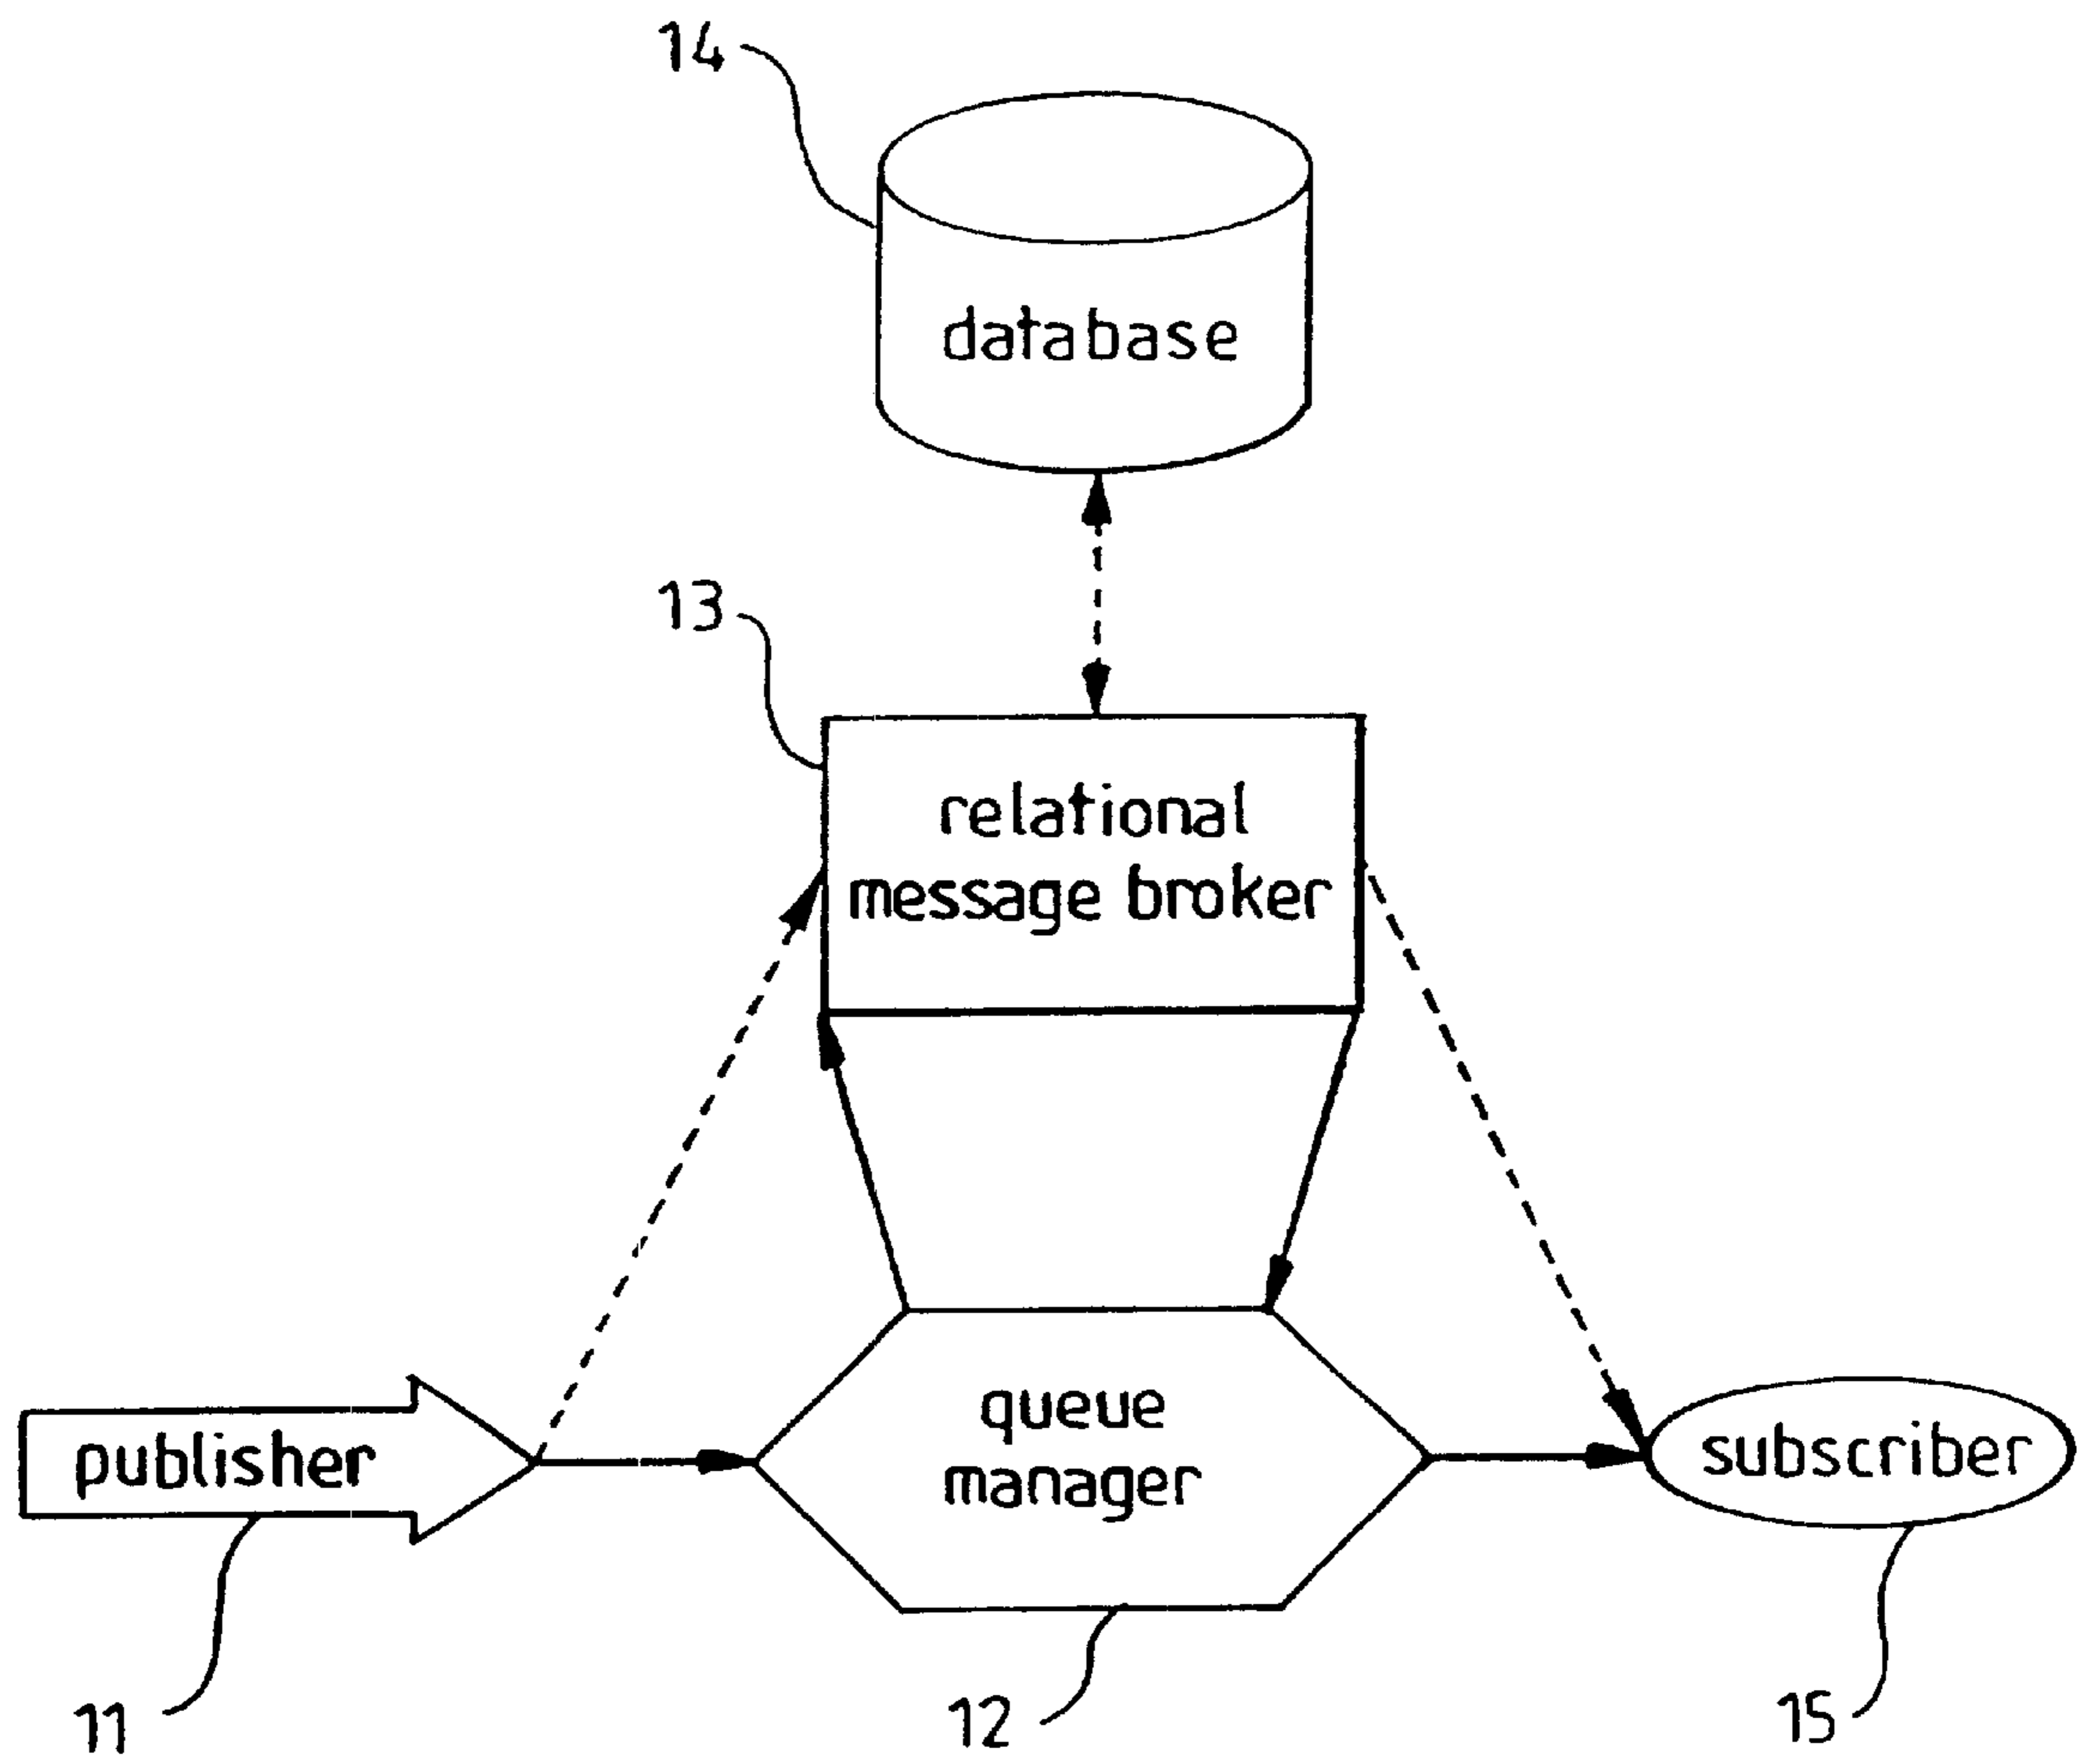 14
database
13
relational
message broker
queue
manager
publisher
subscriber
11
12
15